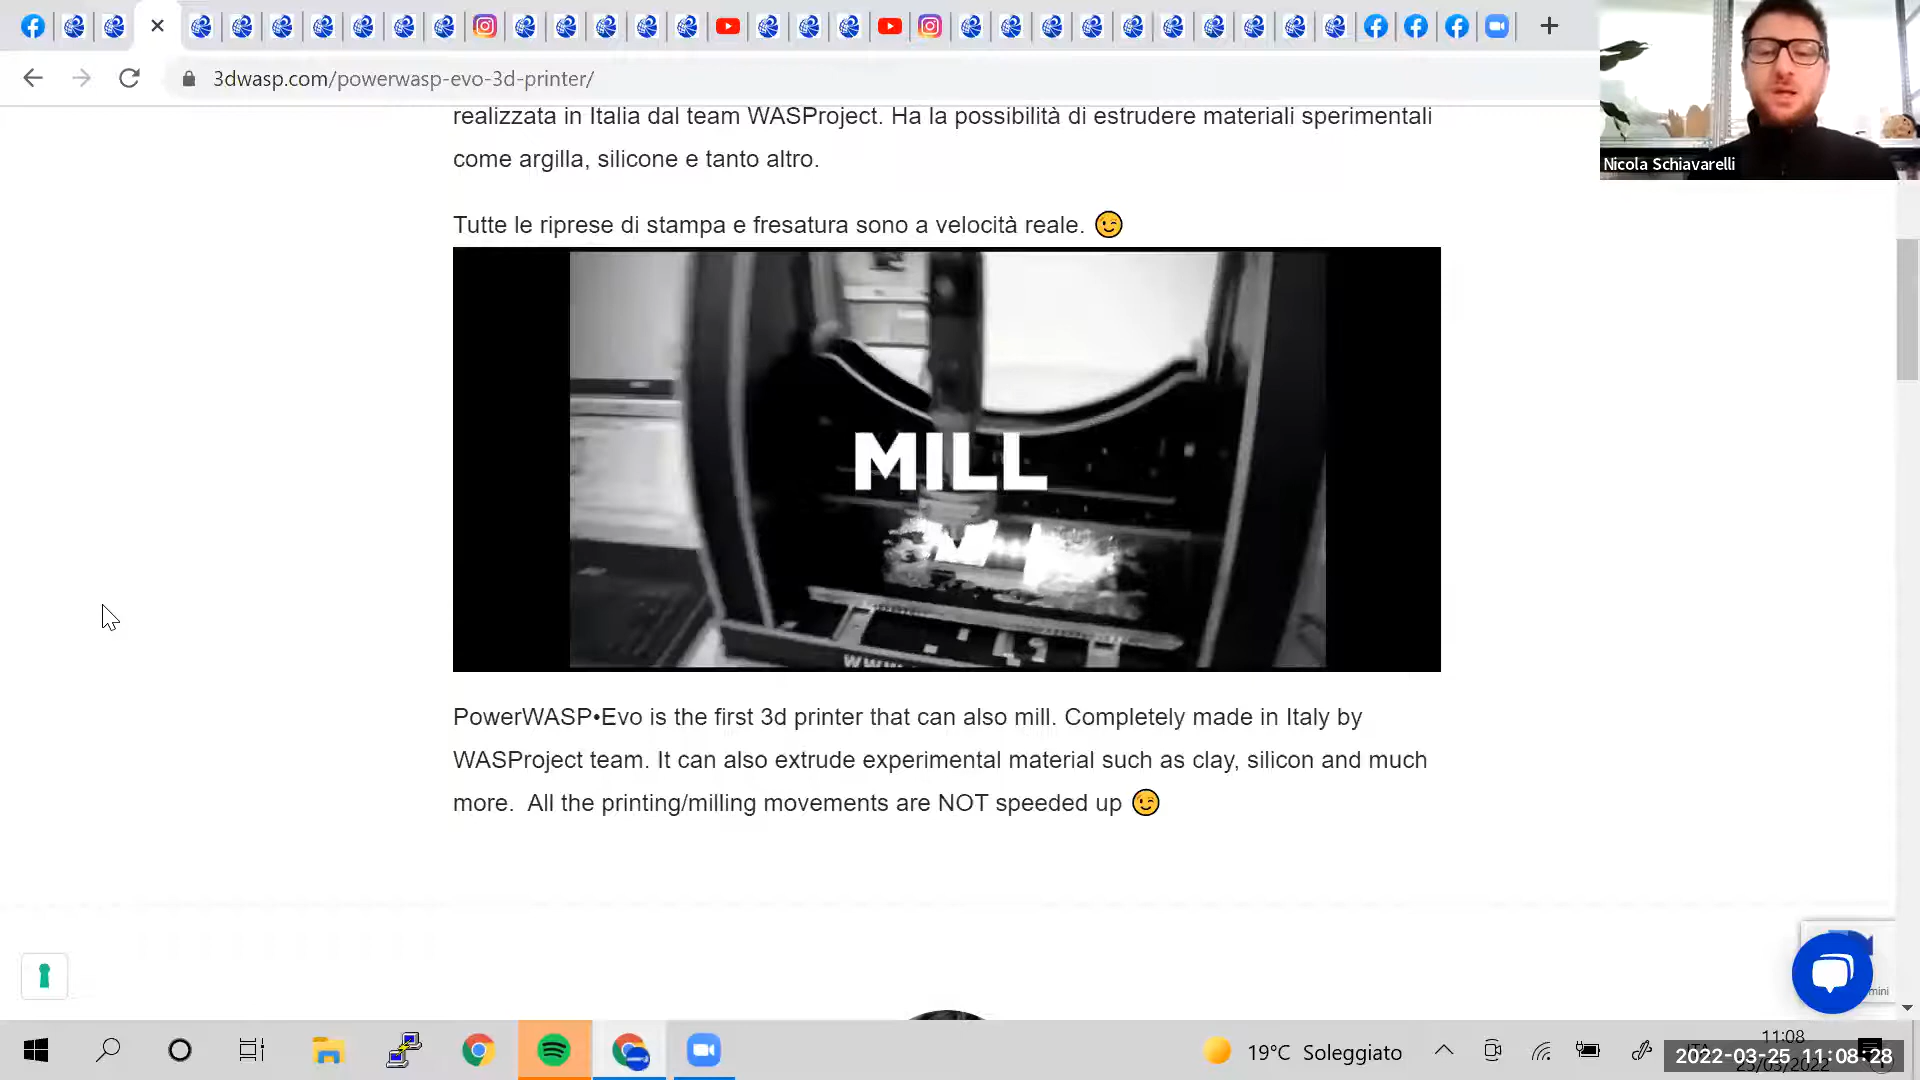 3dwasp.com/powerwasp-evo-3d-printer/
Nicola Schiavarelli
realizzata in Italia dal team WASProject. Ha la possibilità di estrudere materiali sperimentali
come argilla, silicone e tanto altro.
Tutte le riprese di stampa e fresatura sono a velocità reale. 😉
MILL
www.
PowerWASP•Evo is the first 3d printer that can also mill. Completely made in Italy by
WASProject team. It can also extrude experimental material such as clay, silicon and much
more. All the printing/milling movements are NOT speeded up 😉
19°C Soleggiato
11:08
2022-03-25 11:08:28